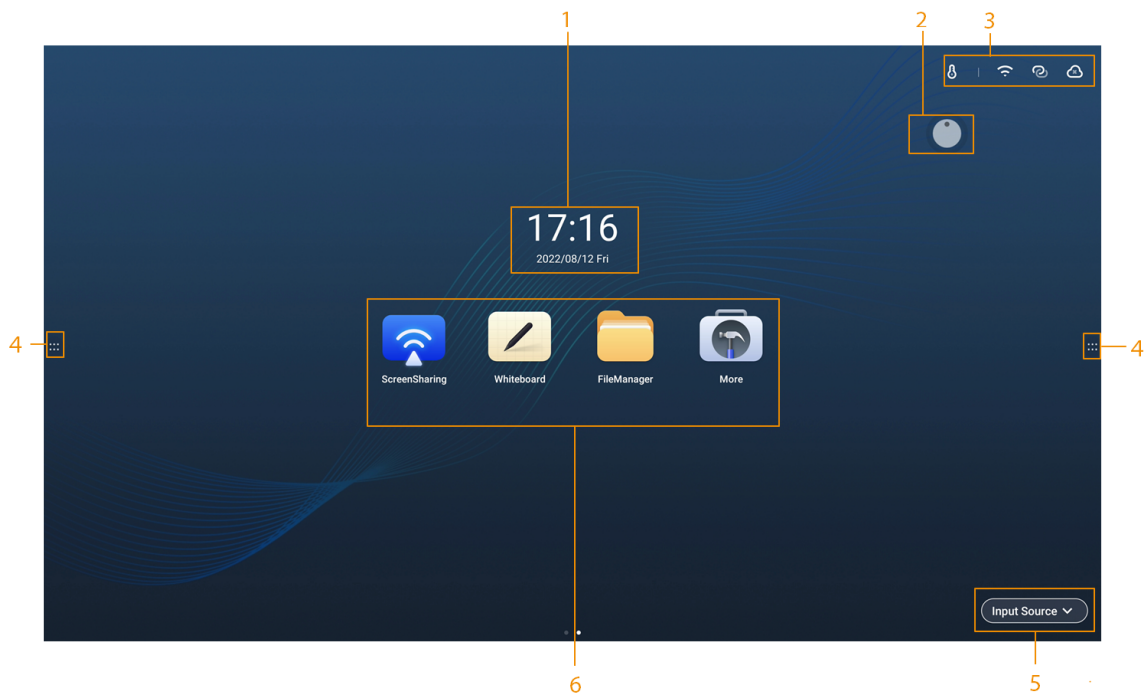 1
2
3
17:16
2022/08/12 Fri
4
4
ScreenSharing
Whiteboard
FileManager
More
Input Source
6
5